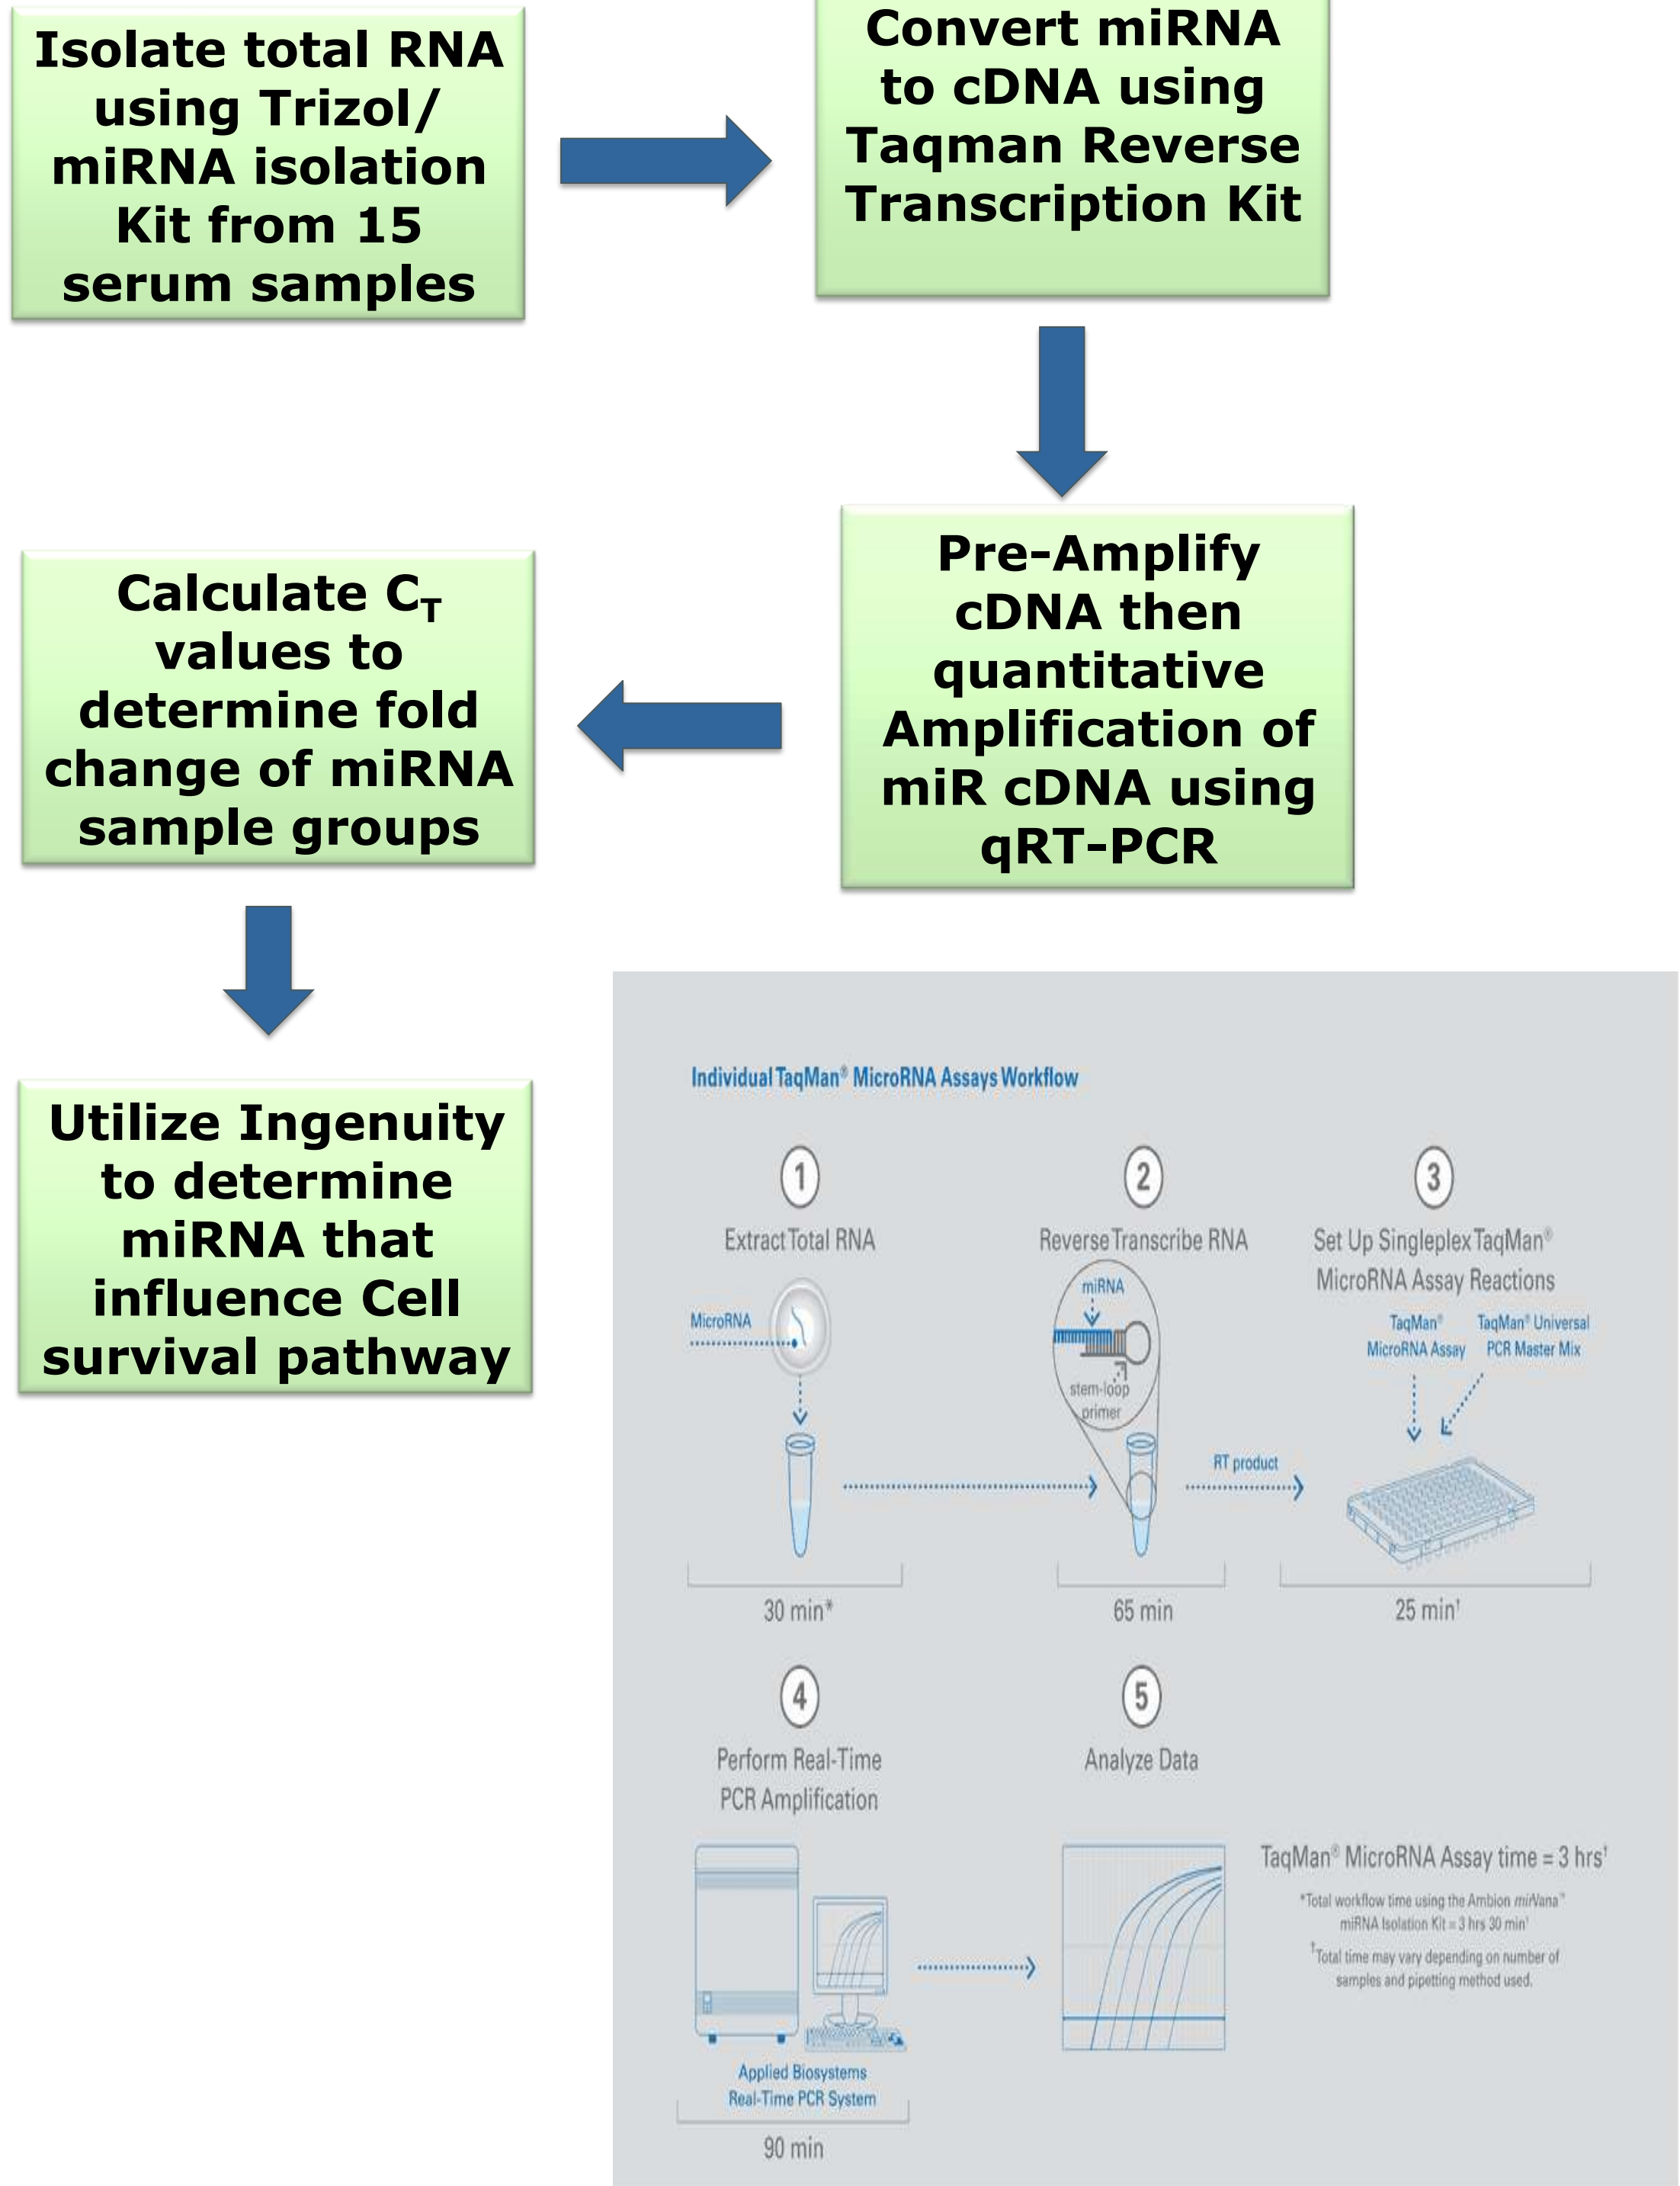 Isolate total RNA
using Trizol/
miRNA isolation
Kit from 15
serum samples
Convert miRNA
to cDNA using
Taqman Reverse
Transcription Kit
Pre-Amplify
cDNA then
quantitative
Amplification of
miR cDNA using
qRT-PCR
Calculate C_T
values to
determine fold
change of miRNA
sample groups
Utilize Ingenuity
to determine
miRNA that
influence Cell
survival pathway
Individual TaqMan® MicroRNA Assays Workflow
1
Extract Total RNA
MicroRNA
30 min*
2
Reverse Transcribe RNA
miRNA
stem-loop
primer
65 min
RT product
3
Set Up Singleplex TaqMan®
MicroRNA Assay Reactions
TaqMan®
MicroRNA Assay
TaqMan® Universal
PCR Master Mix
25 min†
4
Perform Real-Time
PCR Amplification
Applied Biosystems
Real-Time PCR System
90 min
5
Analyze Data
TaqMan® MicroRNA Assay time = 3 hrs†
*Total workflow time using the Ambion mirVana™
miRNA Isolation Kit = 3 hrs 30 min†
†Total time may vary depending on number of
samples and pipetting method used.